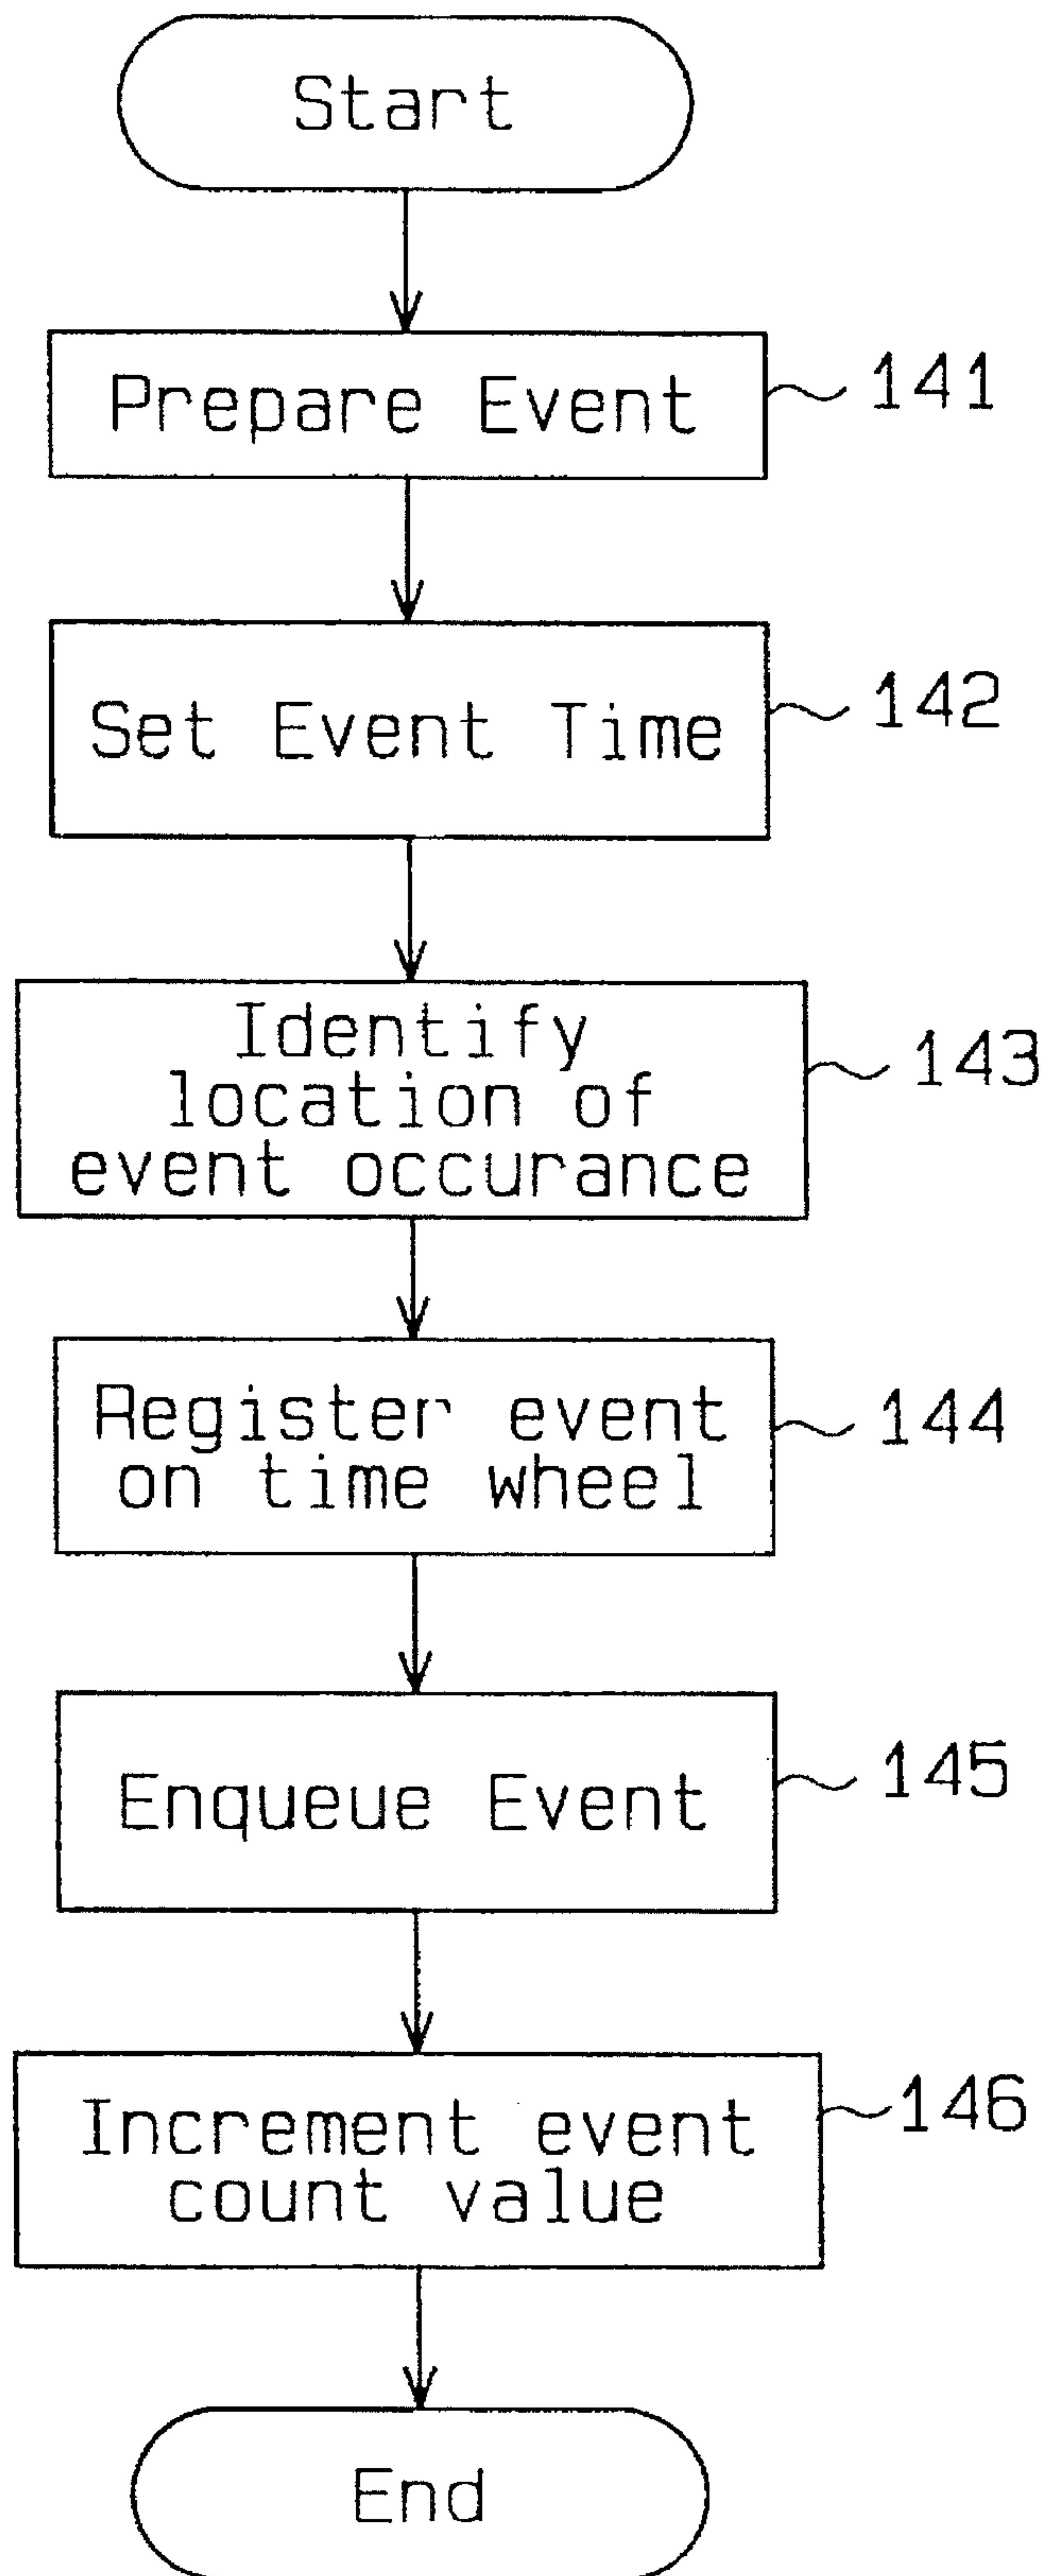 Start
Prepare Event
141
Set Event Time
142
Identify
location of
event occurance
143
Register event
on time wheel
144
Enqueue Event
145
Increment event
count value
146
End